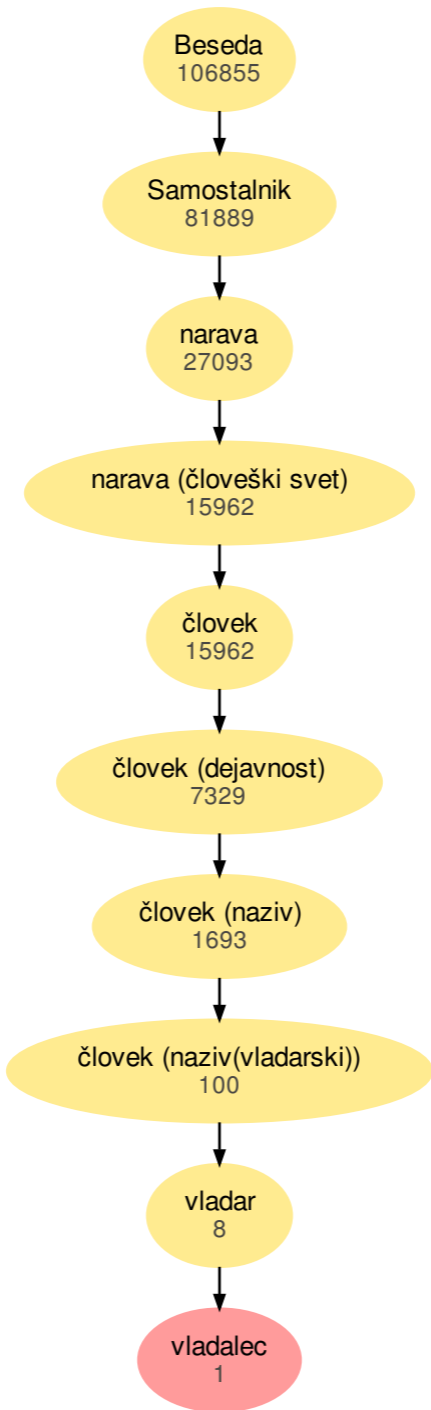 Beseda
106855
Samostalnik
81889
narava
27093
narava (človeški svet)
15962
človek
15962
človek (dejavnost)
7329
človek (naziv)
1693
človek (naziv(vladarski))
100
vladar
8
vladalec
1